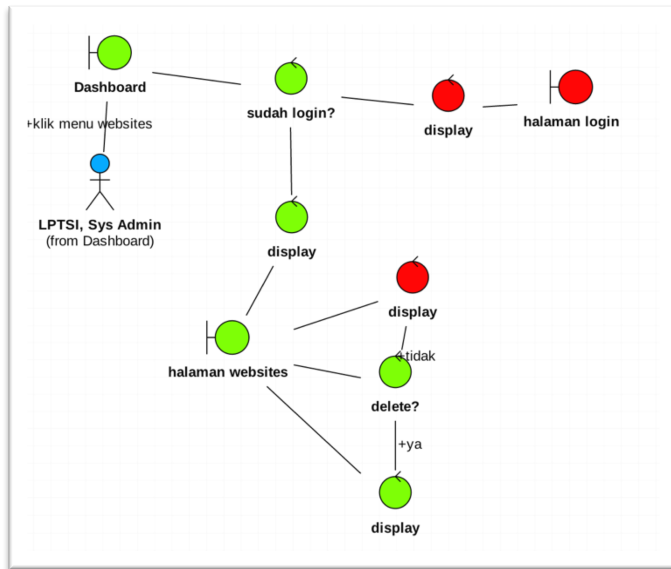 Dashboard
sudah login?
display
halaman login
+klik menu websites
LPTSI, Sys Admin
(from Dashboard)
display
display
+tidak
halaman websites
delete?
+ya
display